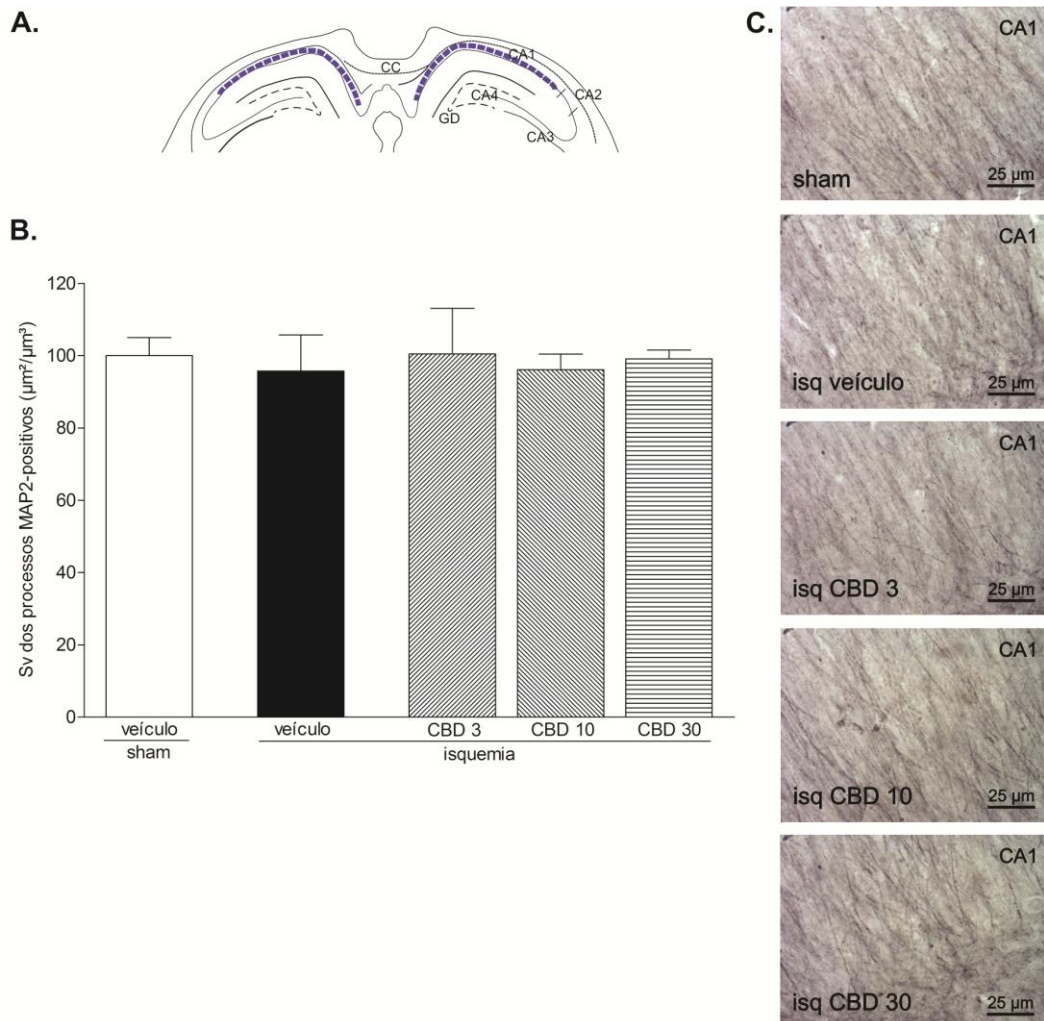 A.
CC
CA1
CA2
CA4
GD
CA3
B.
120
100
80
60
40
20
0
Sv dos processos MAP2-positivos (µm²/µm³)
veículo
veículo
CBD 3
CBD 10
CBD 30
sham
isquemia
C.
CA1
sham
25 µm
CA1
isq veículo
25 µm
CA1
isq CBD 3
25 µm
CA1
isq CBD 10
25 µm
CA1
isq CBD 30
25 µm